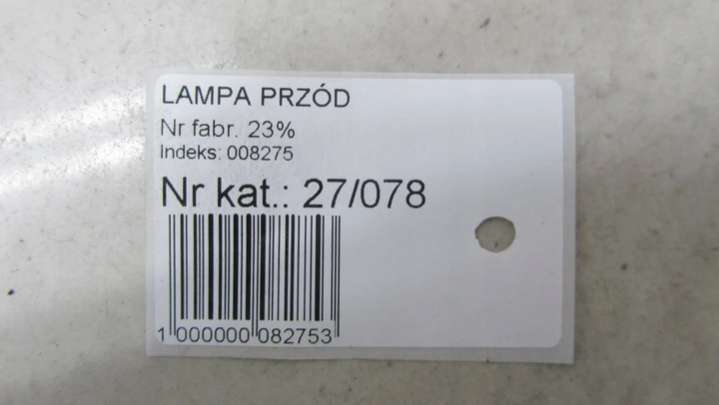 LAMPA PRZÓD
Nr fabr. 23%
Indeks: 008275
Nr kat.: 27/078
1 000000 082753